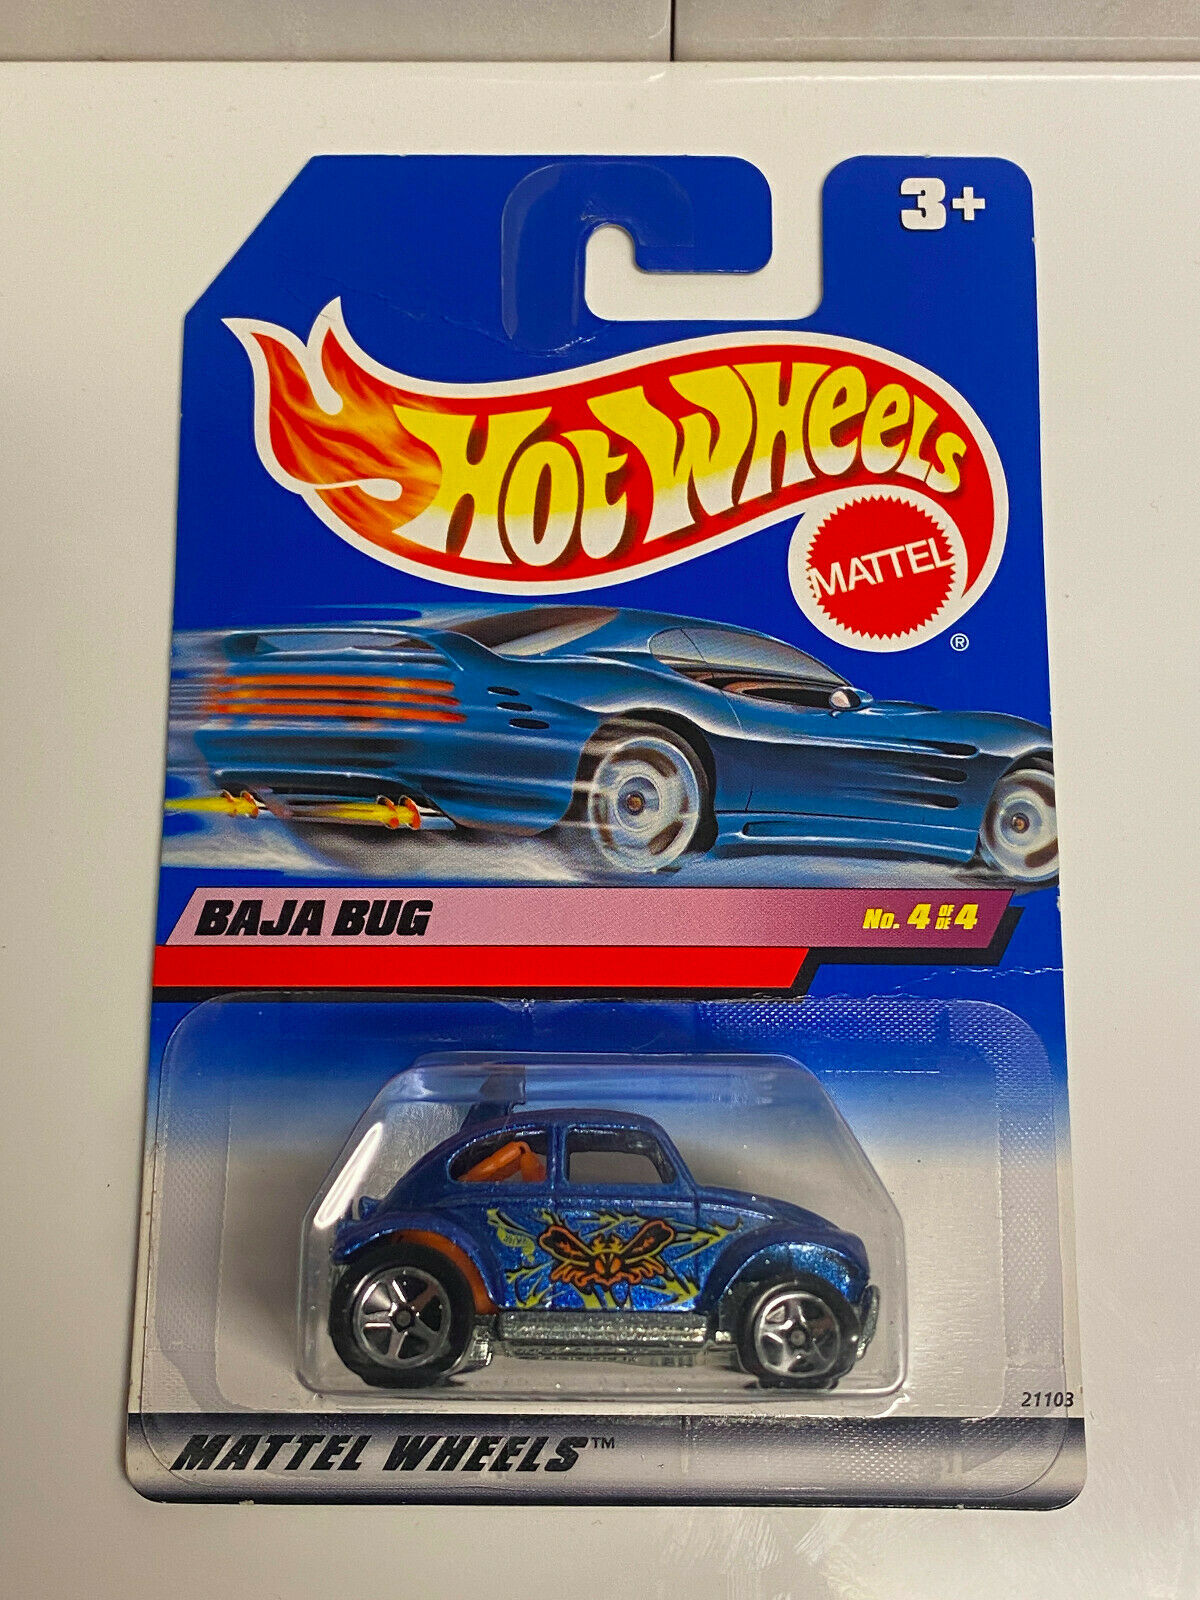 3+
HOT WHEELS
MATTEL
®
BAJA BUG
No. 4 OF DE 4
21103
MATTEL WHEELS™